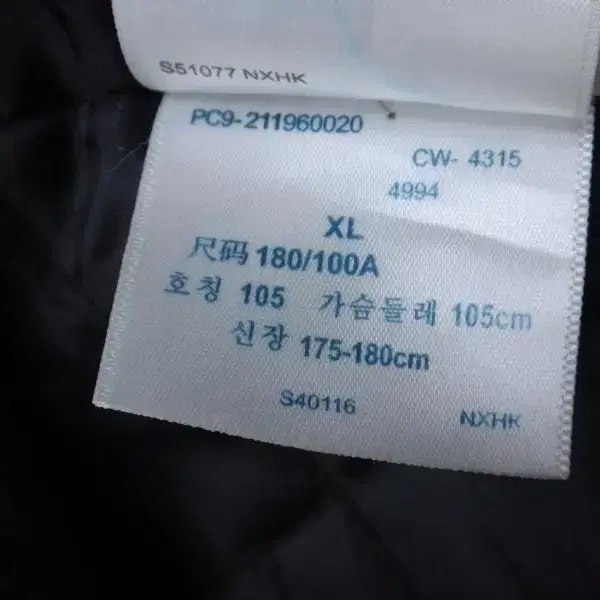 S51077 NXHK
PC9-211960020
CW- 4315
4994
XL
尺码 180/100A
호칭 105 가슴둘레 105cm
신장 175-180cm
S40116 NXHK